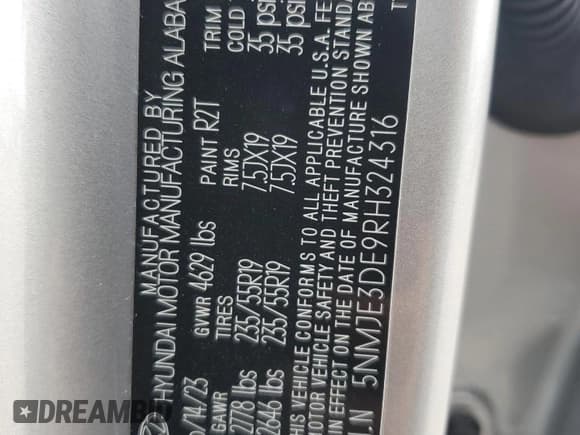 MANUFACTURED BY
HYUNDAI MOTOR MANUFACTURING ALABA
/14/23 GVWR 4629 lbs PAINT R2T TRIM
GAWR TIRES RIMS COLD
2778 lbs 235/55R19 7.5JX19 35 psi
2646 lbs 235/55R19 7.5JX19 35 psi
THIS VEHICLE CONFORMS TO ALL APPLICABLE U.S.A. FE
MOTOR VEHICLE SAFETY AND THEFT PREVENTION STANDA
IN EFFECT ON THE DATE OF MANUFACTURE SHOWN AB
5NMJE3DE9RH324316
DREAMBID